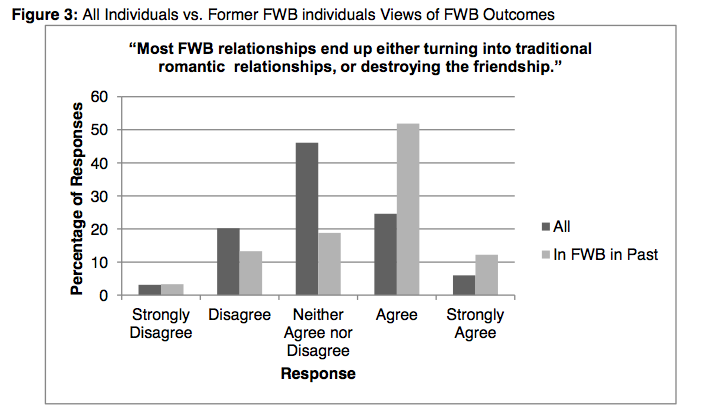 Figure 3: All Individuals vs. Former FWB individuals Views of FWB Outcomes
“Most FWB relationships end up either turning into traditional
romantic relationships, or destroying the friendship.”
Percentage of Responses
60
50
40
30
20
10
0
Strongly Disagree
Disagree
Neither Agree nor Disagree
Agree
Strongly Agree
Response
All
In FWB in Past